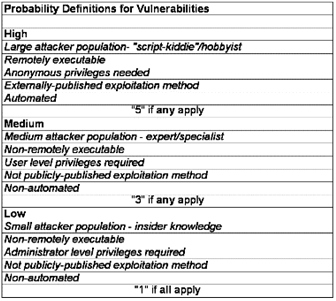 Probability Definitions for Vulnerabilities
High
Large attacker population- "script-kiddie"/hobbyist
Remotely executable
Anonymous privileges needed
Externally-published exploitation method
Automated
"5" if any apply
Medium
Medium attacker population - expert/specialist
Non-remotely executable
User level privileges required
Not publicly-published exploitation method
Non-automated
"3" if any apply
Low
Small attacker population - insider knowledge
Non-remotely executable
Administrator level privileges required
Not publicly-published exploitation method
Non-automated
"1" if all apply